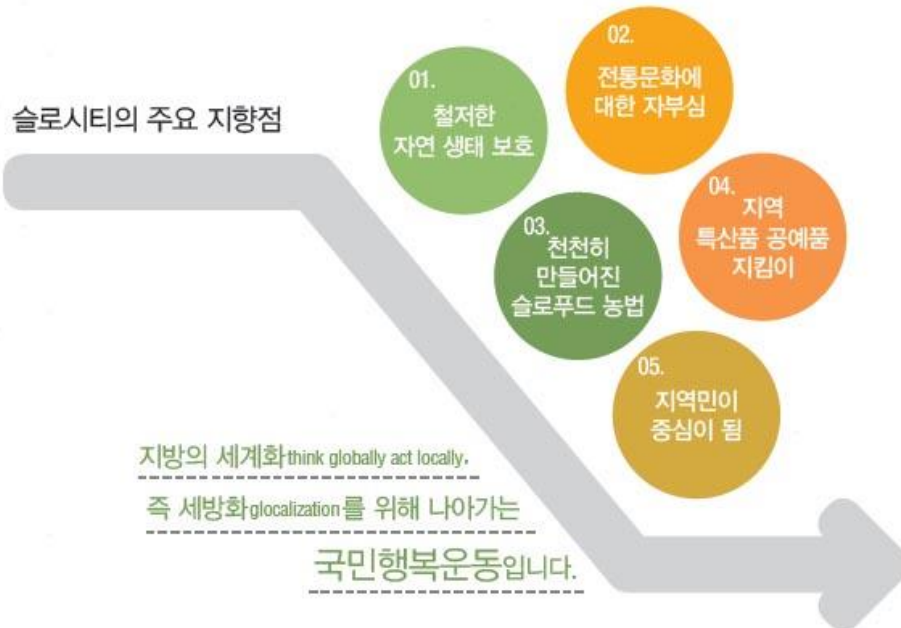 슬로시티의 주요 지향점
01.
철저한
자연 생태 보호
02.
전통문화에
대한 자부심
03.
천천히
만들어진
슬로푸드 농법
04.
지역
특산품 공예품
지킴이
05.
지역민이
중심이 됨
지방의 세계화 think globally act locally,
즉 세방화 glocalization를 위해 나아가는
국민행복운동입니다.